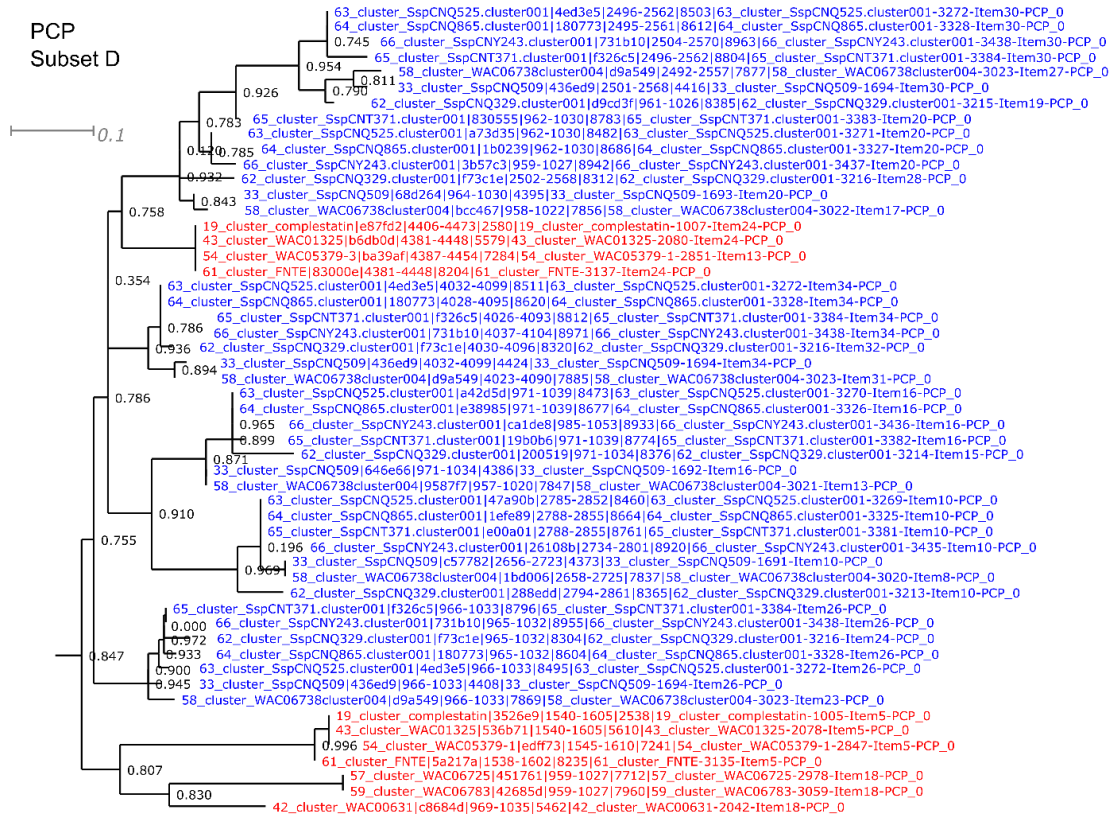 PCP
Subset D
0.1
63_cluster_SspCNQ525.cluster001|4ed3e5|2496-2562|8503|63_cluster_SspCNQ525.cluster001-3272-Item30-PCP_0
64_cluster_SspCNQ865.cluster001|180773|2495-2561|8612|64_cluster_SspCNQ865.cluster001-3328-Item30-PCP_0
0.745
66_cluster_SspCNY243.cluster001|731b10|2504-2570|8963|66_cluster_SspCNY243.cluster001-3438-Item30-PCP_0
65_cluster_SspCNT371.cluster001|f326c5|2496-2562|8804|65_cluster_SspCNT371.cluster001-3384-Item30-PCP_0
0.954
0.811
58_cluster_WAC06738cluster004|d9a549|2492-2557|7877|58_cluster_WAC06738cluster004-3023-Item27-PCP_0
0.790
33_cluster_SspCNQ509|436ed9|2501-2568|4416|33_cluster_SspCNQ509-1694-Item30-PCP_0
0.926
62_cluster_SspCNQ329.cluster001|d9cd3f|961-1026|8385|62_cluster_SspCNQ329.cluster001-3215-Item19-PCP_0
0.783
65_cluster_SspCNT371.cluster001|830555|962-1030|8783|65_cluster_SspCNT371.cluster001-3383-Item20-PCP_0
63_cluster_SspCNQ525.cluster001|a73d35|962-1030|8482|63_cluster_SspCNQ525.cluster001-3271-Item20-PCP_0
0.120
0.785
64_cluster_SspCNQ865.cluster001|1b0239|962-1030|8686|64_cluster_SspCNQ865.cluster001-3327-Item20-PCP_0
66_cluster_SspCNY243.cluster001|3b57c3|959-1027|8942|66_cluster_SspCNY243.cluster001-3437-Item20-PCP_0
0.932
62_cluster_SspCNQ329.cluster001|f73c1e|2502-2568|8312|62_cluster_SspCNQ329.cluster001-3216-Item28-PCP_0
33_cluster_SspCNQ509|68d264|964-1030|4395|33_cluster_SspCNQ509-1693-Item20-PCP_0
0.843
58_cluster_WAC06738cluster004|bcc467|958-1022|7856|58_cluster_WAC06738cluster004-3022-Item17-PCP_0
0.758
19_cluster_complestatin|e87fd2|4406-4473|2580|19_cluster_complestatin-1007-Item24-PCP_0
43_cluster_WAC01325|b6db0d|4381-4448|5579|43_cluster_WAC01325-2080-Item24-PCP_0
54_cluster_WAC05379-3|ba39af|4387-4454|7284|54_cluster_WAC05379-1-2851-Item13-PCP_0
61_cluster_FNTE|83000e|4381-4448|8204|61_cluster_FNTE-3137-Item24-PCP_0
0.354
63_cluster_SspCNQ525.cluster001|4ed3e5|4032-4099|8511|63_cluster_SspCNQ525.cluster001-3272-Item34-PCP_0
64_cluster_SspCNQ865.cluster001|180773|4028-4095|8620|64_cluster_SspCNQ865.cluster001-3328-Item34-PCP_0
65_cluster_SspCNT371.cluster001|f326c5|4026-4093|8812|65_cluster_SspCNT371.cluster001-3384-Item34-PCP_0
0.786
66_cluster_SspCNY243.cluster001|731b10|4037-4104|8971|66_cluster_SspCNY243.cluster001-3438-Item34-PCP_0
0.936
62_cluster_SspCNQ329.cluster001|f73c1e|4030-4096|8320|62_cluster_SspCNQ329.cluster001-3216-Item32-PCP_0
33_cluster_SspCNQ509|436ed9|4032-4099|4424|33_cluster_SspCNQ509-1694-Item34-PCP_0
0.894
58_cluster_WAC06738cluster004|d9a549|4023-4090|7885|58_cluster_WAC06738cluster004-3023-Item31-PCP_0
0.786
63_cluster_SspCNQ525.cluster001|a42d5d|971-1039|8473|63_cluster_SspCNQ525.cluster001-3270-Item16-PCP_0
64_cluster_SspCNQ865.cluster001|e38985|971-1039|8677|64_cluster_SspCNQ865.cluster001-3326-Item16-PCP_0
0.965
66_cluster_SspCNY243.cluster001|ca1de8|985-1053|8933|66_cluster_SspCNY243.cluster001-3436-Item16-PCP_0
0.899
65_cluster_SspCNT371.cluster001|19b0b6|971-1039|8774|65_cluster_SspCNT371.cluster001-3382-Item16-PCP_0
0.871
62_cluster_SspCNQ329.cluster001|200519|971-1034|8376|62_cluster_SspCNQ329.cluster001-3214-Item15-PCP_0
33_cluster_SspCNQ509|646e66|971-1034|4386|33_cluster_SspCNQ509-1692-Item16-PCP_0
58_cluster_WAC06738cluster004|9587f7|957-1020|7847|58_cluster_WAC06738cluster004-3021-Item13-PCP_0
0.910
63_cluster_SspCNQ525.cluster001|47a90b|2785-2852|8460|63_cluster_SspCNQ525.cluster001-3269-Item10-PCP_0
64_cluster_SspCNQ865.cluster001|1efe89|2788-2855|8664|64_cluster_SspCNQ865.cluster001-3325-Item10-PCP_0
0.755
65_cluster_SspCNT371.cluster001|e00a01|2788-2855|8761|65_cluster_SspCNT371.cluster001-3381-Item10-PCP_0
0.196
66_cluster_SspCNY243.cluster001|26108b|2734-2801|8920|66_cluster_SspCNY243.cluster001-3435-Item10-PCP_0
0.969
33_cluster_SspCNQ509|c57782|2656-2723|4373|33_cluster_SspCNQ509-1691-Item10-PCP_0
58_cluster_WAC06738cluster004|1bd006|2658-2725|7837|58_cluster_WAC06738cluster004-3020-Item8-PCP_0
62_cluster_SspCNQ329.cluster001|288edd|2794-2861|8365|62_cluster_SspCNQ329.cluster001-3213-Item10-PCP_0
65_cluster_SspCNT371.cluster001|f326c5|966-1033|8796|65_cluster_SspCNT371.cluster001-3384-Item26-PCP_0
0.000
66_cluster_SspCNY243.cluster001|731b10|965-1032|8955|66_cluster_SspCNY243.cluster001-3438-Item26-PCP_0
0.972
62_cluster_SspCNQ329.cluster001|f73c1e|965-1032|8304|62_cluster_SspCNQ329.cluster001-3216-Item24-PCP_0
0.847
0.933
64_cluster_SspCNQ865.cluster001|180773|965-1032|8604|64_cluster_SspCNQ865.cluster001-3328-Item26-PCP_0
0.900
63_cluster_SspCNQ525.cluster001|4ed3e5|966-1033|8495|63_cluster_SspCNQ525.cluster001-3272-Item26-PCP_0
0.945
33_cluster_SspCNQ509|436ed9|966-1033|4408|33_cluster_SspCNQ509-1694-Item26-PCP_0
58_cluster_WAC06738cluster004|d9a549|966-1033|7869|58_cluster_WAC06738cluster004-3023-Item23-PCP_0
19_cluster_complestatin|3526e9|1540-1605|2538|19_cluster_complestatin-1005-Item5-PCP_0
43_cluster_WAC01325|536b71|1540-1605|5610|43_cluster_WAC01325-2078-Item5-PCP_0
0.996
54_cluster_WAC05379-1|edff73|1545-1610|7241|54_cluster_WAC05379-1-2847-Item5-PCP_0
61_cluster_FNTE|5a217a|1538-1602|8235|61_cluster_FNTE-3135-Item5-PCP_0
0.807
57_cluster_WAC06725|451761|959-1027|7712|57_cluster_WAC06725-2978-Item18-PCP_0
59_cluster_WAC06783|42685d|959-1027|7960|59_cluster_WAC06783-3059-Item18-PCP_0
0.830
42_cluster_WAC00631|c8684d|969-1035|5462|42_cluster_WAC00631-2042-Item18-PCP_0